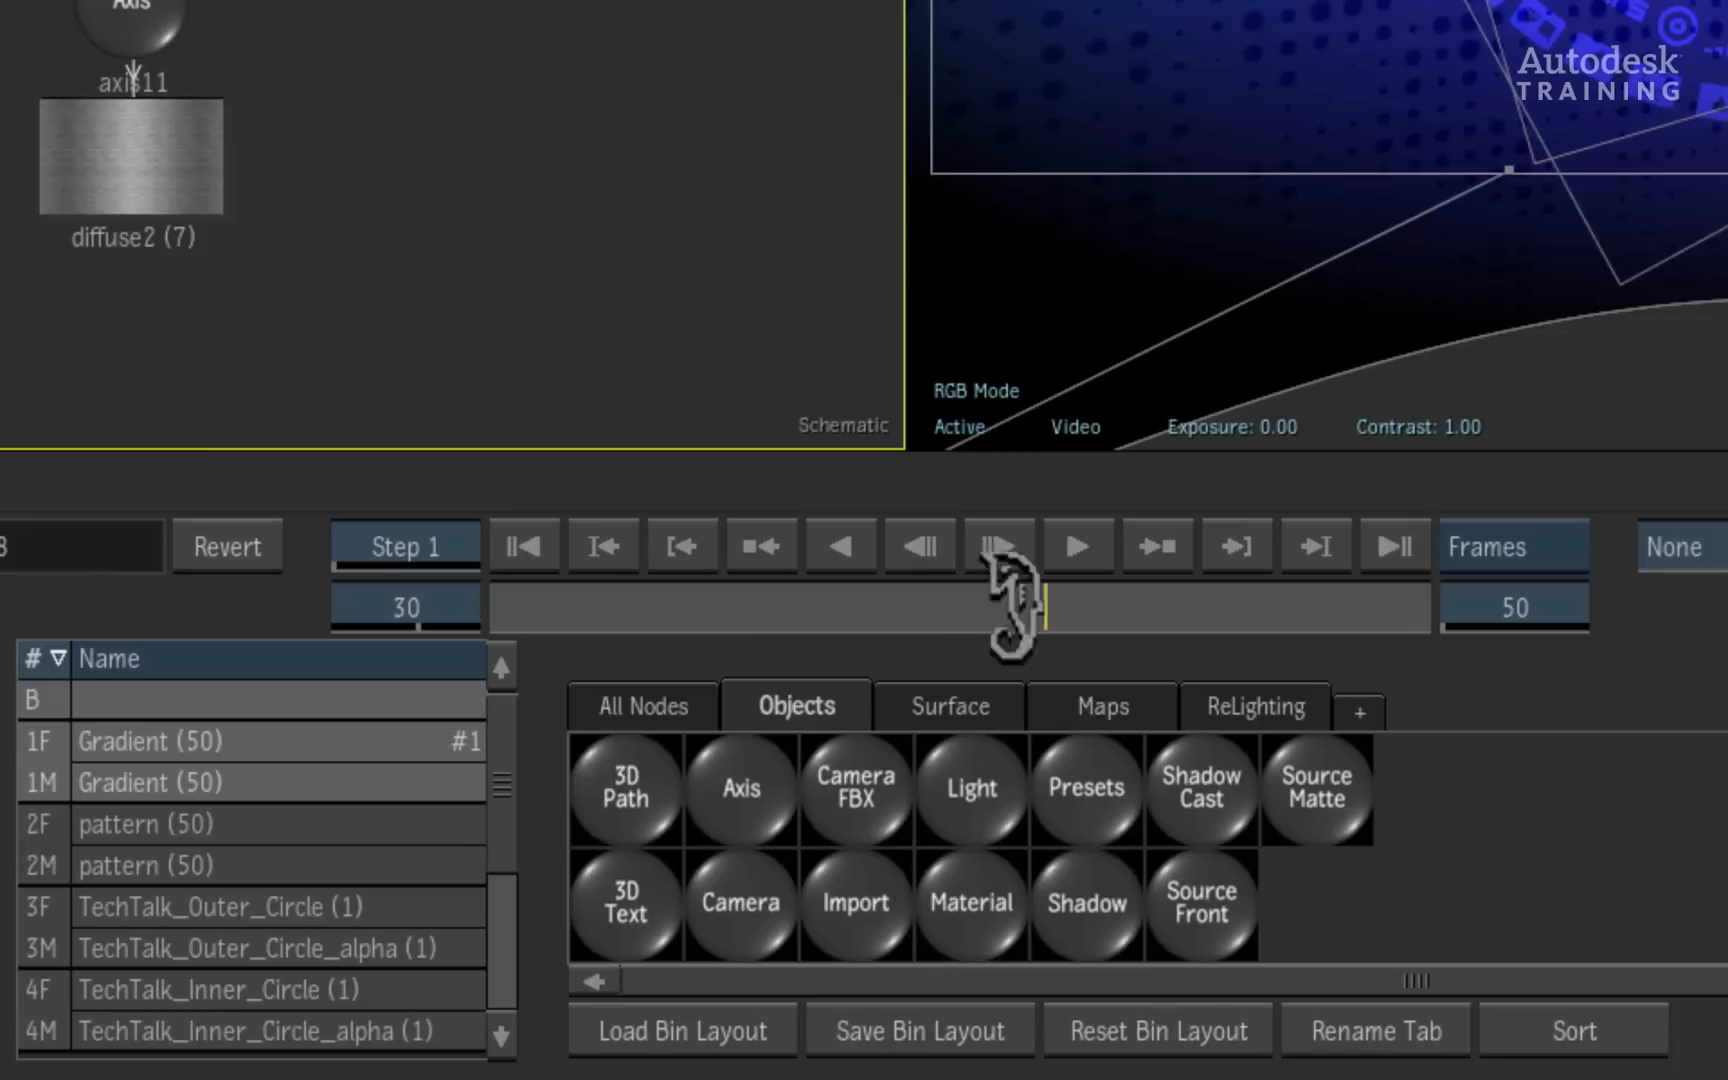 Axis
axis11
diffuse2 (7)
Schematic
Autodesk
TRAINING
RGB Mode
Active Video Exposure: 0.00 Contrast: 1.00
8 Revert Step 1 Frames None
30 50
# Name
B
1F Gradient (50) #1
1M Gradient (50)
2F pattern (50)
2M pattern (50)
3F TechTalk_Outer_Circle (1)
3M TechTalk_Outer_Circle_alpha (1)
4F TechTalk_Inner_Circle (1)
4M TechTalk_Inner_Circle_alpha (1)
All Nodes Objects Surface Maps ReLighting +
3D Path Axis Camera FBX Light Presets Shadow Cast Source Matte
3D Text Camera Import Material Shadow Source Front
Load Bin Layout Save Bin Layout Reset Bin Layout Rename Tab Sort